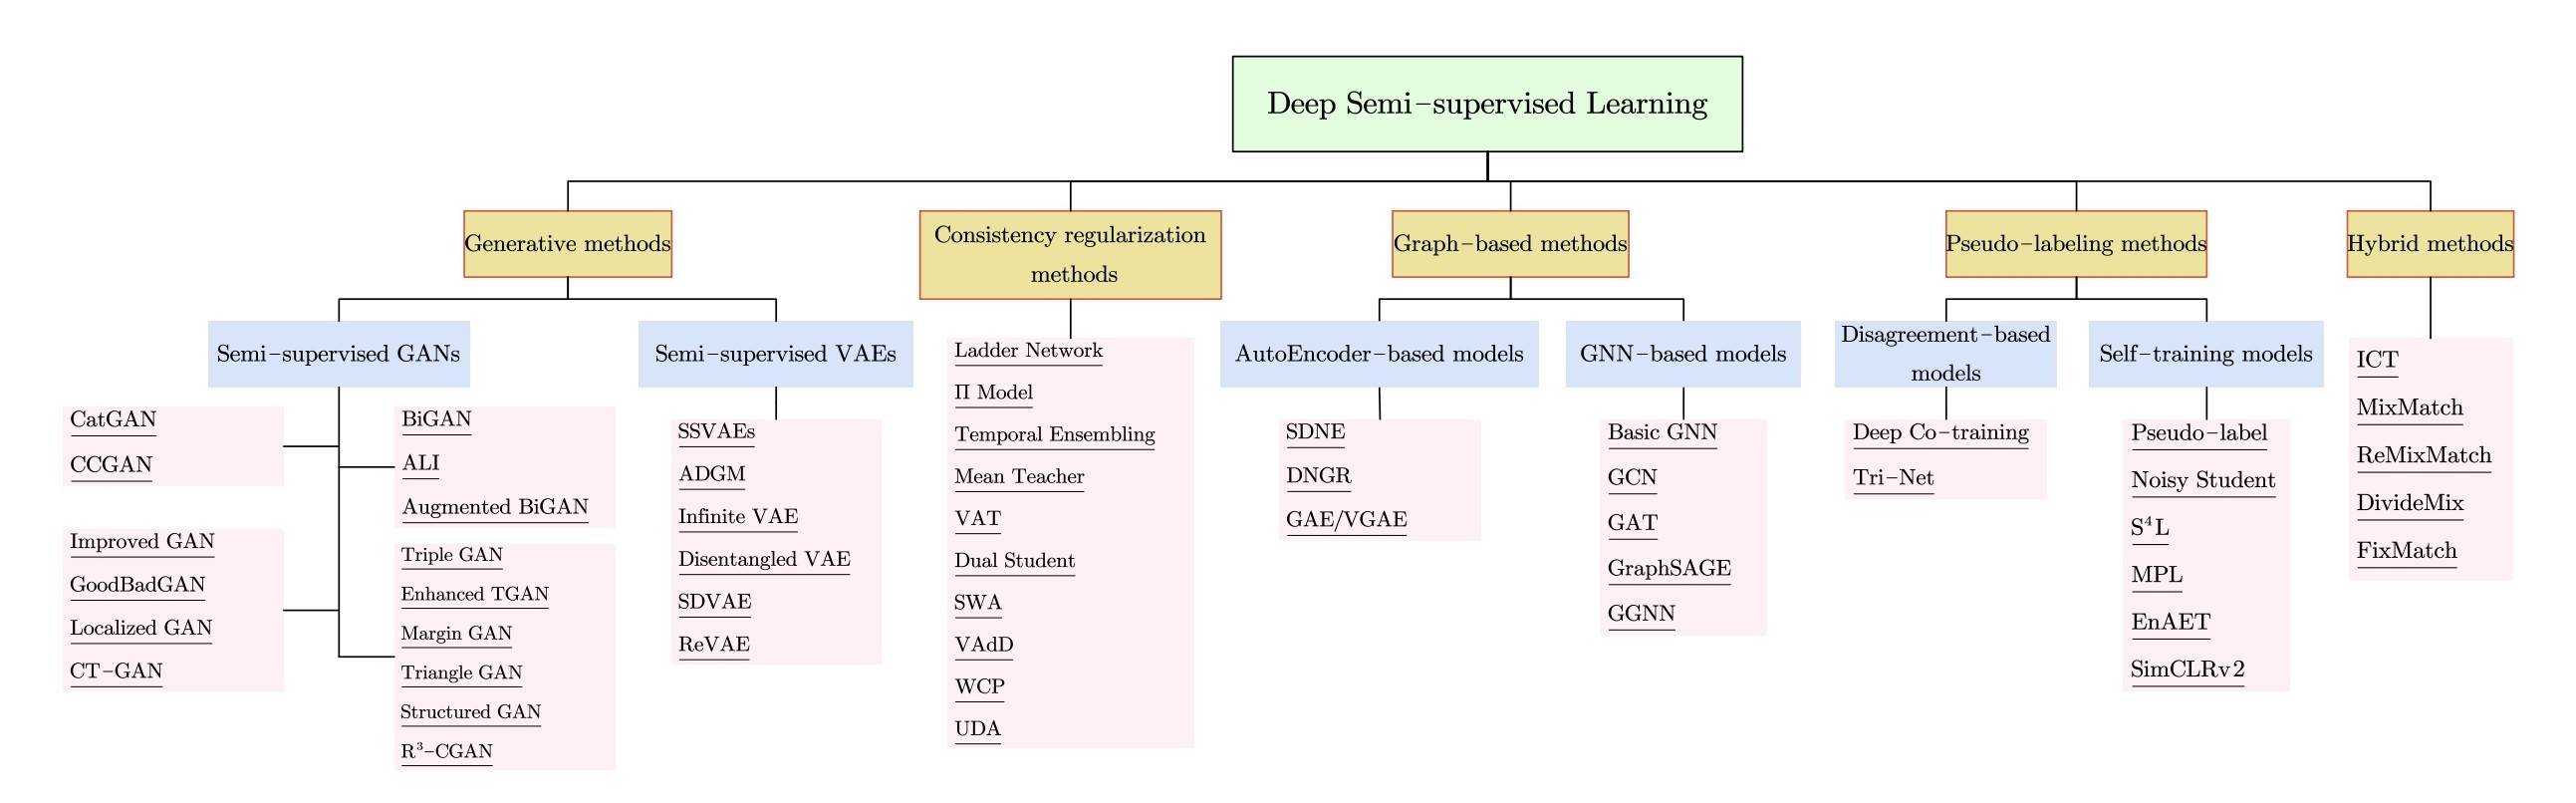 Deep Semi–supervised Learning
Generative methods
Consistency regularization
methods
Graph–based methods
Pseudo–labeling methods
Hybrid methods
Semi–supervised GANs
Semi–supervised VAEs
AutoEncoder–based models
GNN–based models
Disagreement–based
models
Self–training models
CatGAN
CCGAN
Improved GAN
GoodBadGAN
Localized GAN
CT–GAN
BiGAN
ALI
Augmented BiGAN
Triple GAN
Enhanced TGAN
Margin GAN
Triangle GAN
Structured GAN
R³–CGAN
SSVAEs
ADGM
Infinite VAE
Disentangled VAE
SDVAE
ReVAE
Ladder Network
Π Model
Temporal Ensembling
Mean Teacher
VAT
Dual Student
SWA
VAdD
WCP
UDA
SDNE
DNGR
GAE/VGAE
Basic GNN
GCN
GAT
GraphSAGE
GGNN
Deep Co–training
Tri–Net
Pseudo–label
Noisy Student
S⁴L
MPL
EnAET
SimCLRv2
ICT
MixMatch
ReMixMatch
DivideMix
FixMatch